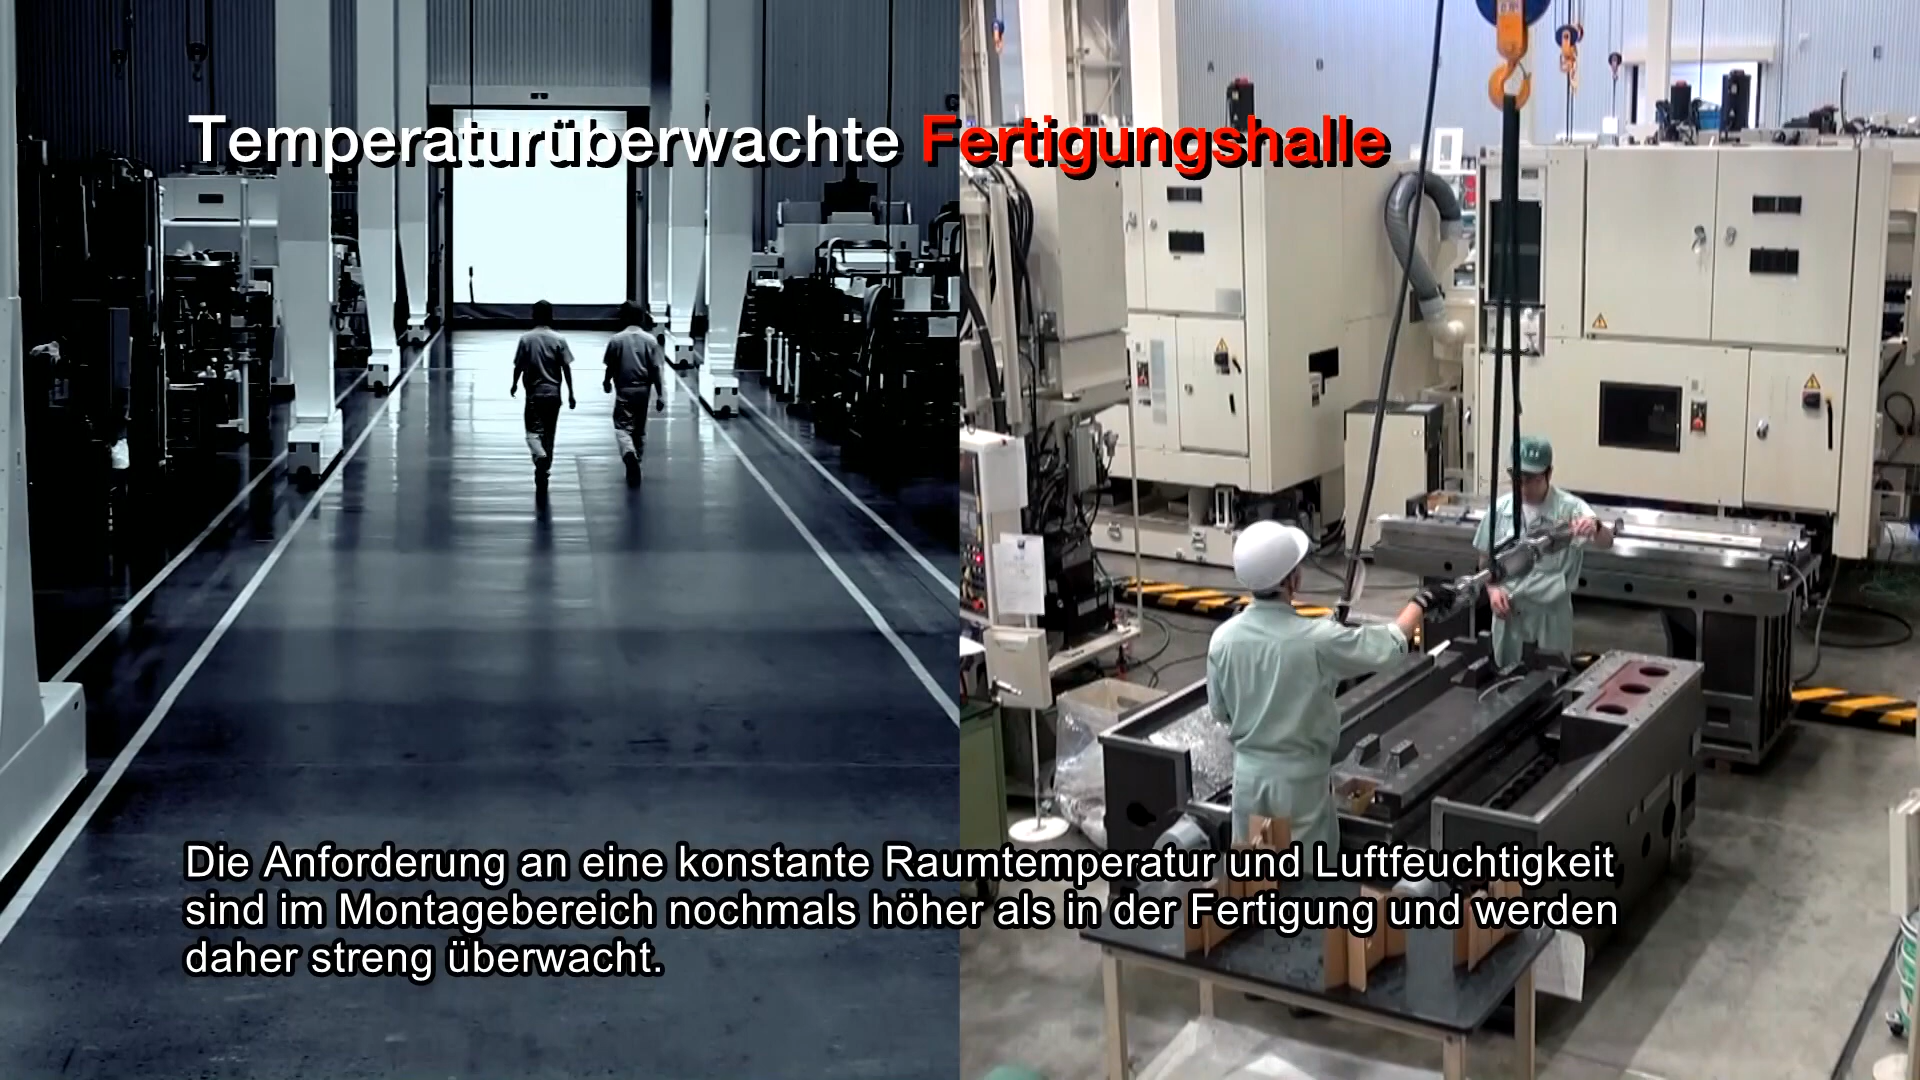 Temperaturüberwachte Fertigungshalle
Die Anforderung an eine konstante Raumtemperatur und Luftfeuchtigkeit
sind im Montagebereich nochmals höher als in der Fertigung und werden
daher streng überwacht.